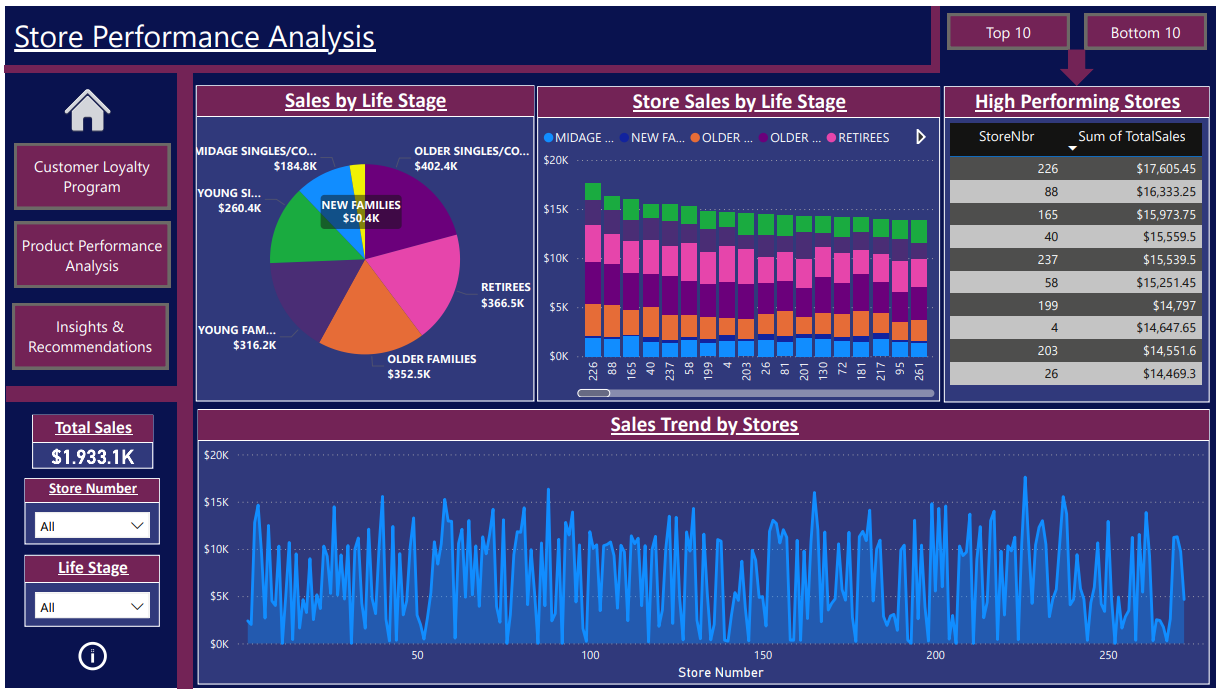 Store Performance Analysis
Top 10
Bottom 10
Customer Loyalty
Program
Product Performance
Analysis
Insights &
Recommendations
Total Sales
$1.933.1K
Store Number
All
Life Stage
All
Sales by Life Stage
MIDAGE SINGLES/CO...
$184.8K
OLDER SINGLES/CO...
$402.4K
YOUNG SI...
$260.4K
NEW FAMILIES
$50.4K
RETIREES
$366.5K
YOUNG FAM...
$316.2K
OLDER FAMILIES
$352.5K
Store Sales by Life Stage
MIDAGE ... NEW FA... OLDER ... OLDER ... RETIREES
$20K
$15K
$10K
$5K
$0K
226 88 165 40 237 58 199 4 203 26 81 201 130 72 181 217 95 261
High Performing Stores
StoreNbr Sum of TotalSales
226 $17,605.45
88 $16,333.25
165 $15,973.75
40 $15,559.5
237 $15,539.5
58 $15,251.45
199 $14,797
4 $14,647.65
203 $14,551.6
26 $14,469.3
Sales Trend by Stores
$20K
$15K
$10K
$5K
$0K
50 100 150 200 250
Store Number